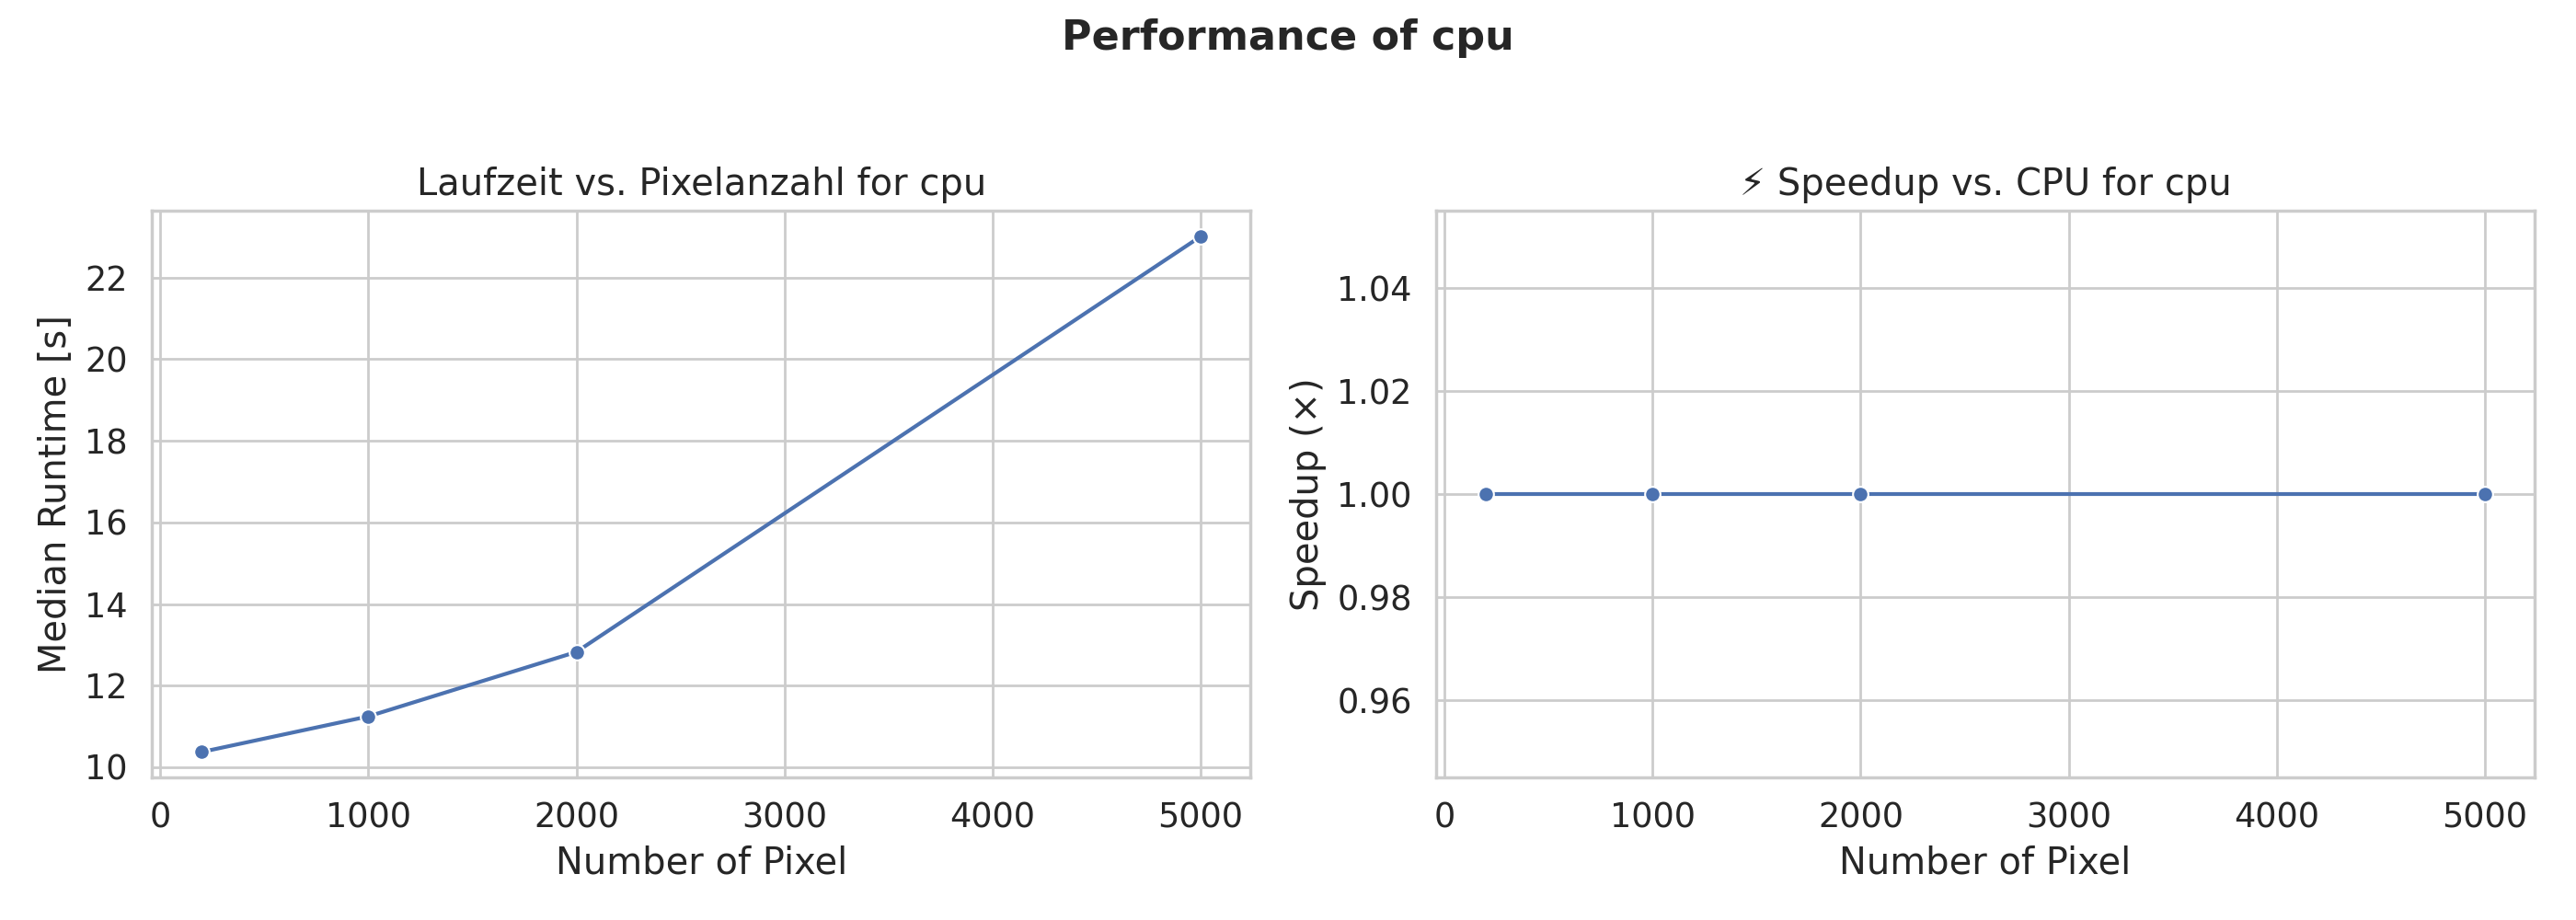 Performance of cpu
Laufzeit vs. Pixelanzahl for cpu
Median Runtime [s]
22
20
18
16
14
12
10
0 1000 2000 3000 4000 5000
Number of Pixel
⚡ Speedup vs. CPU for cpu
Speedup (×)
1.04
1.02
1.00
0.98
0.96
0 1000 2000 3000 4000 5000
Number of Pixel